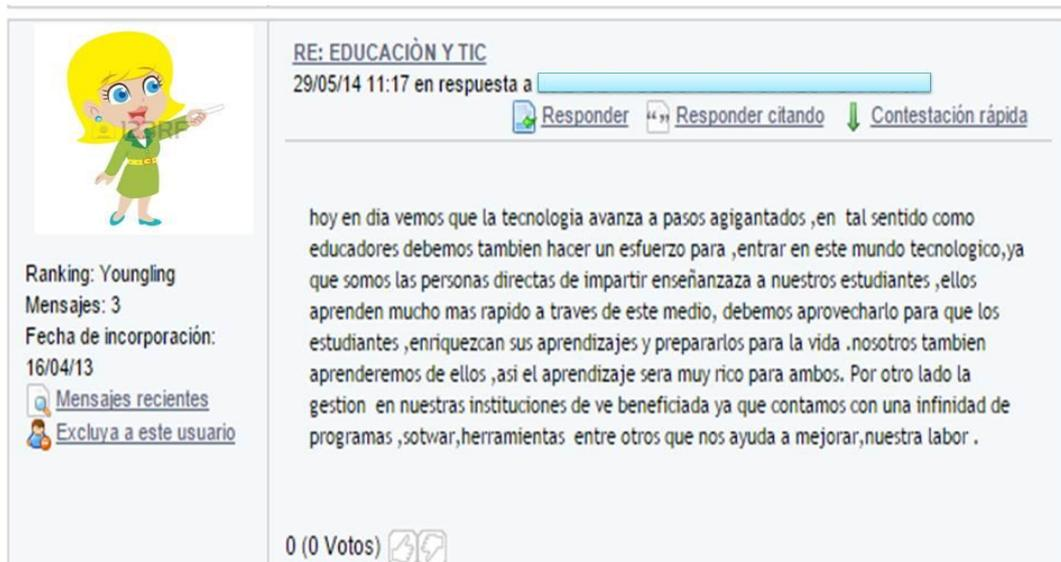 RE: EDUCACIÒN Y TIC
29/05/14 11:17 en respuesta a
Responder Responder citando Contestación rápida
123RF
Ranking: Youngling
Mensajes: 3
Fecha de incorporación:
16/04/13
Mensajes recientes
Excluya a este usuario
hoy en dia vemos que la tecnologia avanza a pasos agigantados ,en tal sentido como
educadores debemos tambien hacer un esfuerzo para ,entrar en este mundo tecnologico,ya
que somos las personas directas de impartir enseñanzaza a nuestros estudiantes ,ellos
aprenden mucho mas rapido a traves de este medio, debemos aprovecharlo para que los
estudiantes ,enriquezcan sus aprendizajes y prepararlos para la vida .nosotros tambien
aprenderemos de ellos ,asi el aprendizaje sera muy rico para ambos. Por otro lado la
gestion en nuestras instituciones de ve beneficiada ya que contamos con una infinidad de
programas ,sotwar,herramientas entre otros que nos ayuda a mejorar,nuestra labor .
0 (0 Votos)